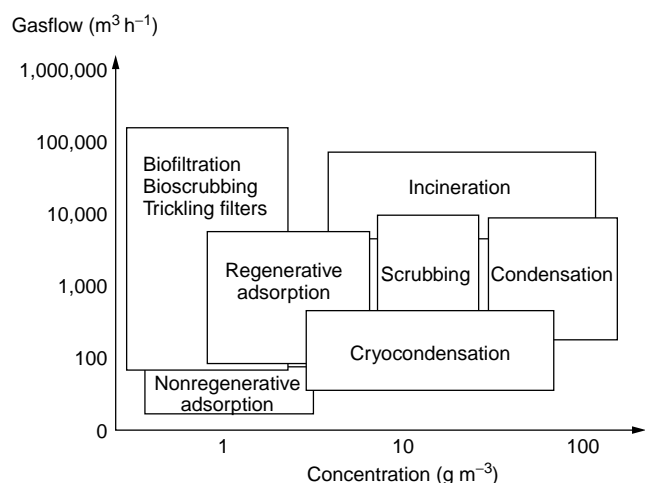 Gasflow (m³ h⁻¹)
1,000,000
100,000
10,000
1,000
100
0
Biofiltration
Bioscrubbing
Trickling filters
Incineration
Regenerative
adsorption
Scrubbing
Condensation
Cryocondensation
Nonregenerative
adsorption
1
10
100
Concentration (g m⁻³)